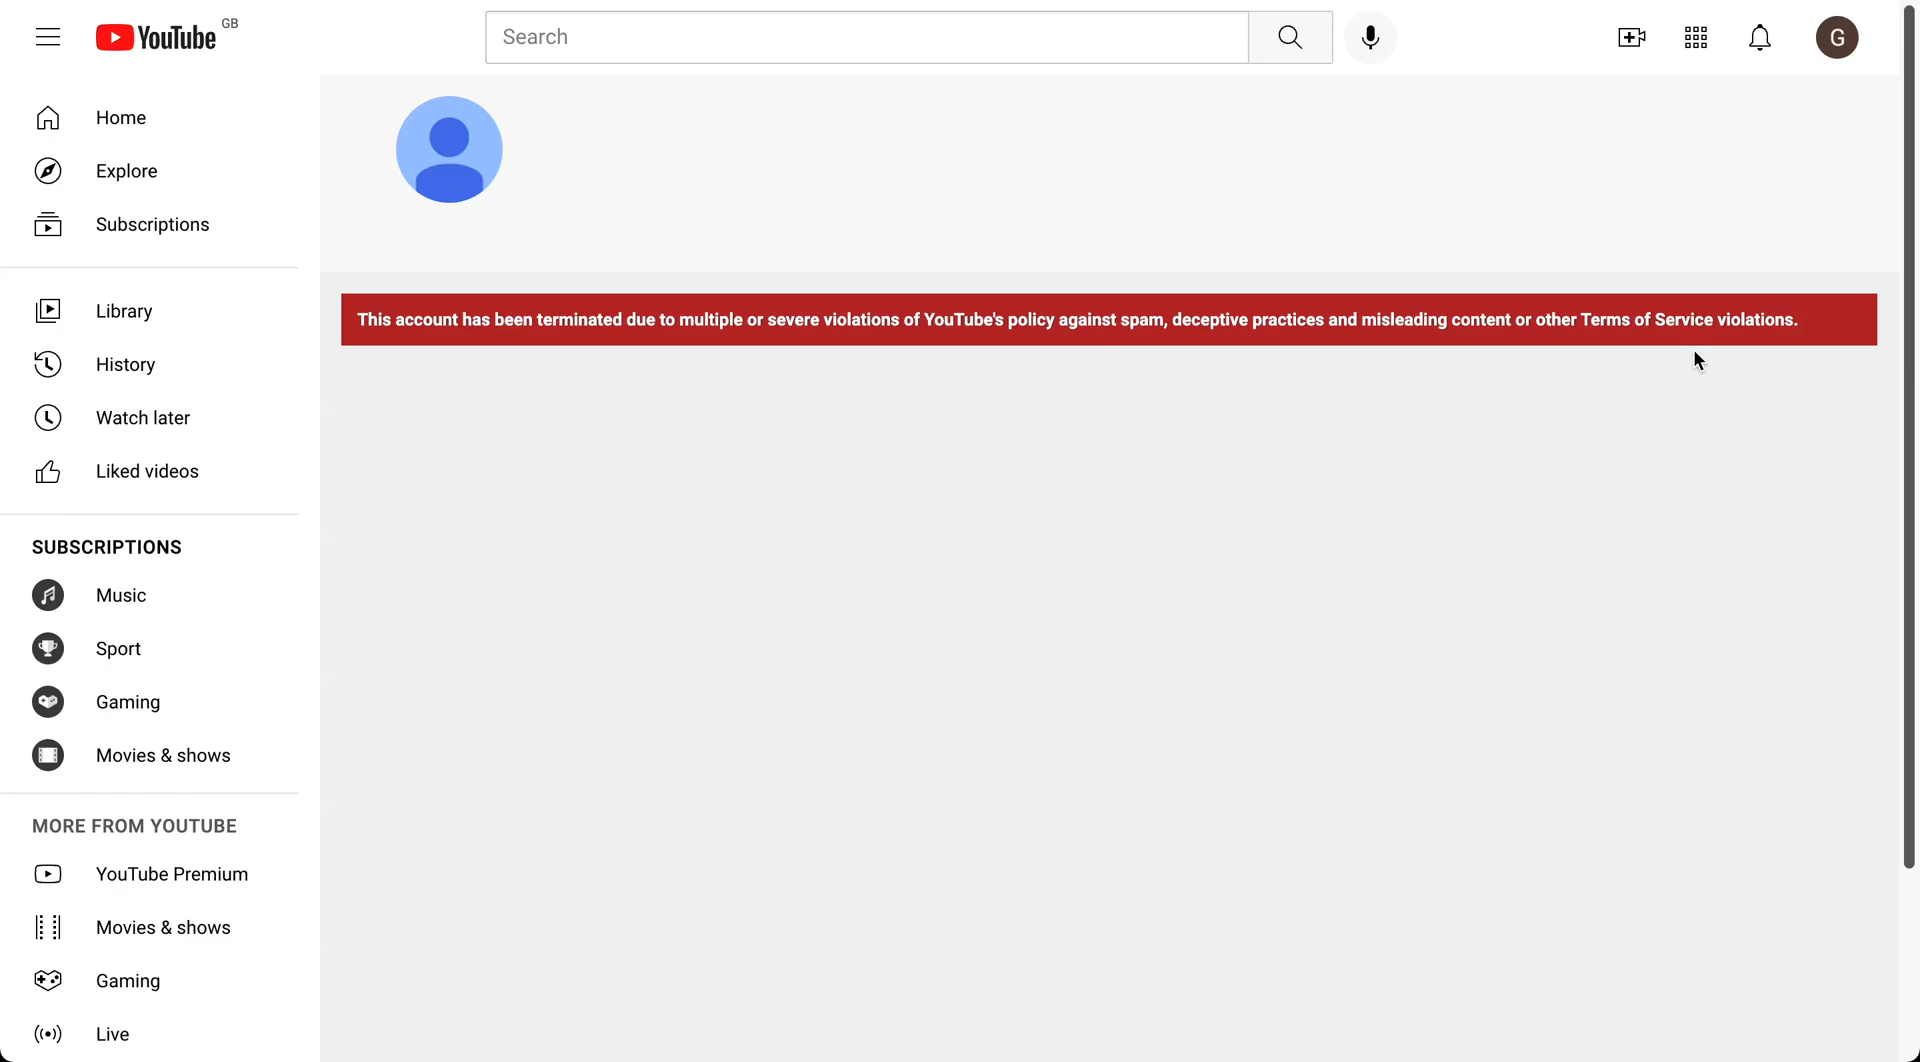 YouTube GB
Search
G
Home
Explore
Subscriptions
Library
History
Watch later
Liked videos
SUBSCRIPTIONS
Music
Sport
Gaming
Movies & shows
MORE FROM YOUTUBE
YouTube Premium
Movies & shows
Gaming
Live
This account has been terminated due to multiple or severe violations of YouTube's policy against spam, deceptive practices and misleading content or other Terms of Service violations.